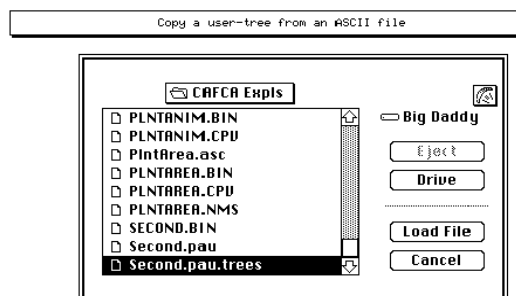 Copy a user-tree from an ASCII file
CAFCA Expls
PLNTANIM.BIN
PLNTANIM.CPU
PlntArea.asc
PLNTAREA.BIN
PLNTAREA.CPU
PLNTAREA.NMS
SECOND.BIN
Second.pau
Second.pau.trees
Big Daddy
Eject
Drive
Load File
Cancel